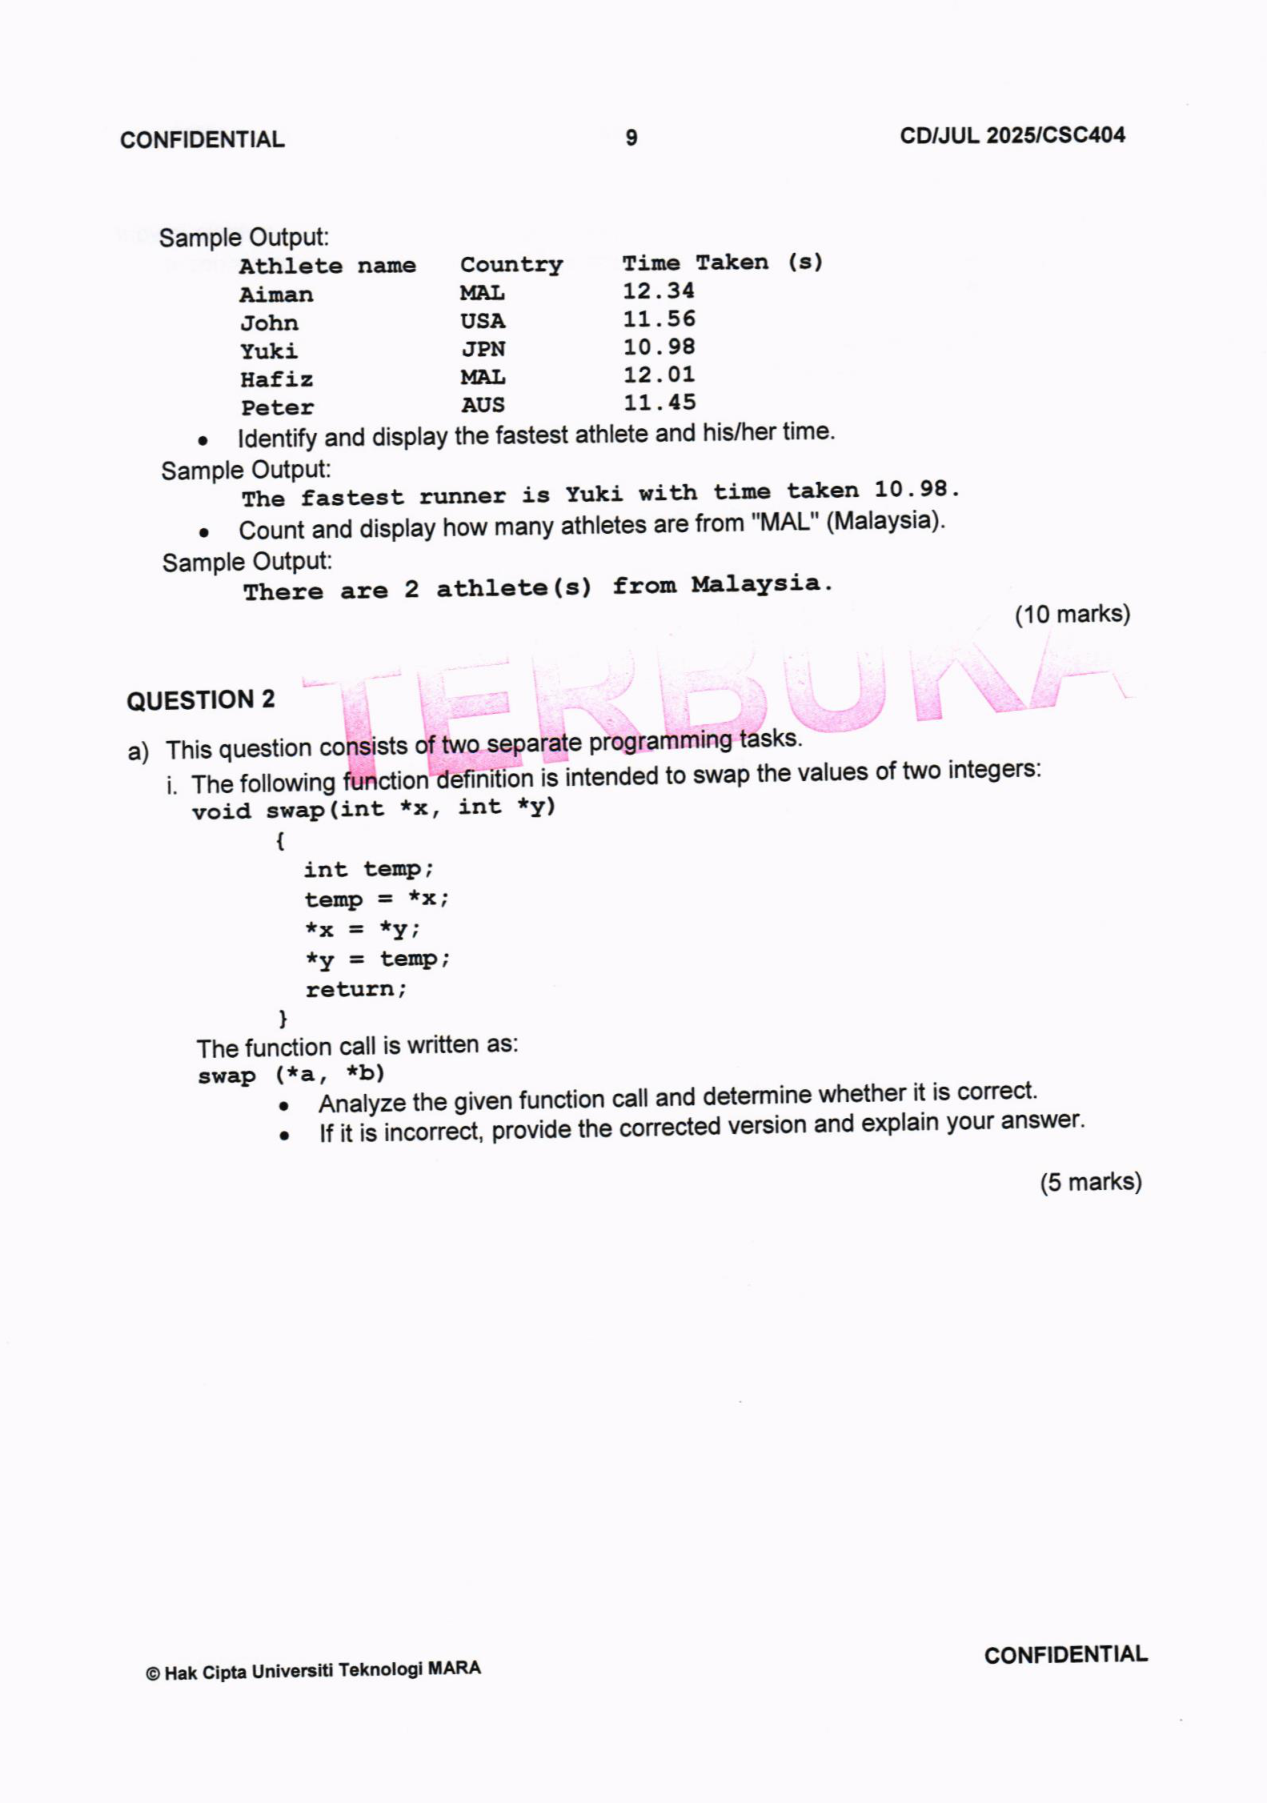 CONFIDENTIAL 9 CD/JUL 2025/CSC404
Sample Output:
Athlete name Country Time Taken (s)
Aiman MAL 12.34
John USA 11.56
Yuki JPN 10.98
Hafiz MAL 12.01
Peter AUS 11.45
• Identify and display the fastest athlete and his/her time.
Sample Output:
The fastest runner is Yuki with time taken 10.98.
• Count and display how many athletes are from "MAL" (Malaysia).
Sample Output:
There are 2 athlete(s) from Malaysia.
(10 marks)
TERBUKA
QUESTION 2
a) This question consists of two separate programming tasks.
i. The following function definition is intended to swap the values of two integers:
void swap(int *x, int *y)
{
int temp;
temp = *x;
*x = *y;
*y = temp;
return;
}
The function call is written as:
swap (*a, *b)
• Analyze the given function call and determine whether it is correct.
• If it is incorrect, provide the corrected version and explain your answer.
(5 marks)
© Hak Cipta Universiti Teknologi MARA CONFIDENTIAL